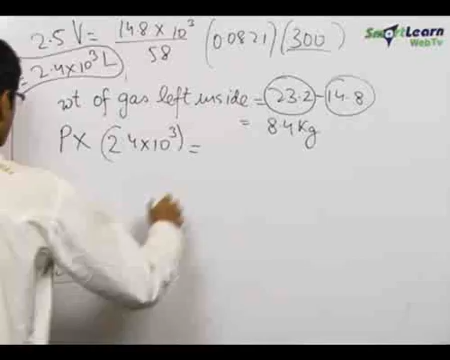 2.5 V = 14.8 × 10³ / 58 (0.0821) (300)
= 2.4×10³ L
wt of gas left inside = 23.2 - 14.8
= 8.4 Kg
P× (2.4×10³) =
SmartLearn
WebTv